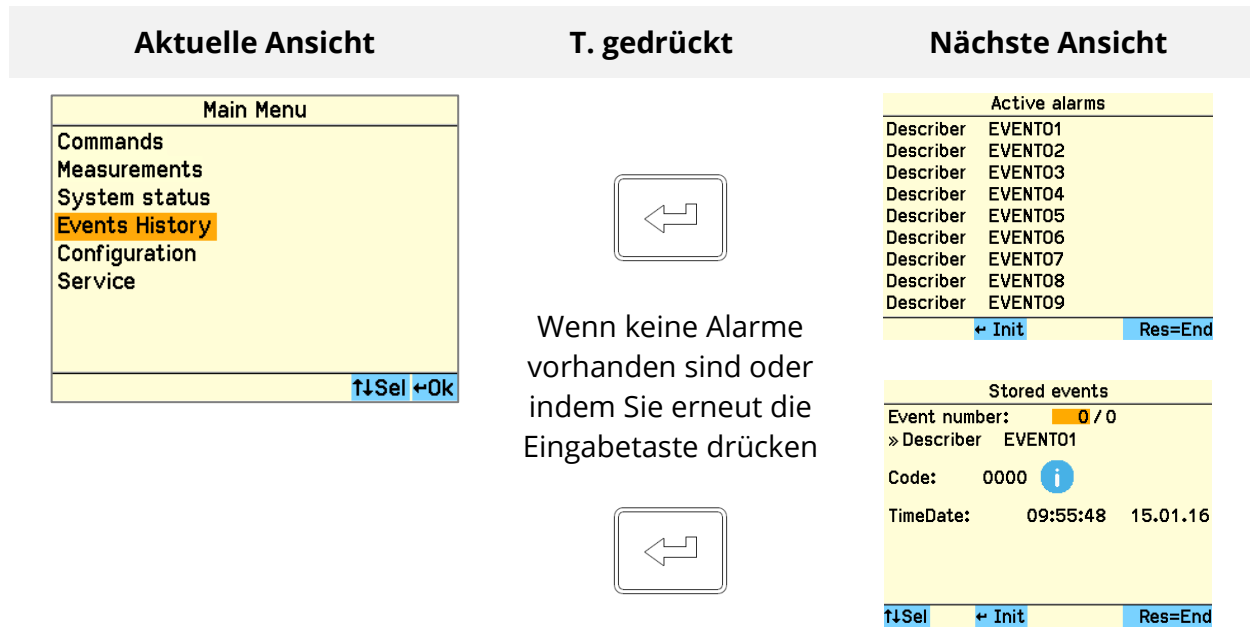 Aktuelle Ansicht
T. gedrückt
Nächste Ansicht
Main Menu
Commands
Measurements
System status
Events History
Configuration
Service
↑↓Sel ↵Ok
Wenn keine Alarme
vorhanden sind oder
indem Sie erneut die
Eingabetaste drücken
Active alarms
Describer EVENT01
Describer EVENT02
Describer EVENT03
Describer EVENT04
Describer EVENT05
Describer EVENT06
Describer EVENT07
Describer EVENT08
Describer EVENT09
↵ Init Res=End
Stored events
Event number: 0 / 0
» Describer EVENT01
Code: 0000 i
TimeDate: 09:55:48 15.01.16
↑↓Sel ↵ Init Res=End